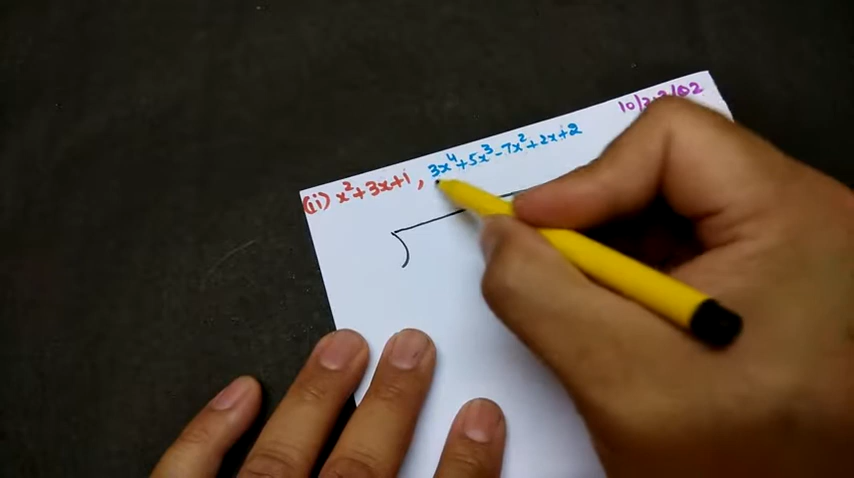 (ii) x² + 3x + 1 , 3x⁴ + 5x³ - 7x² + 2x + 2